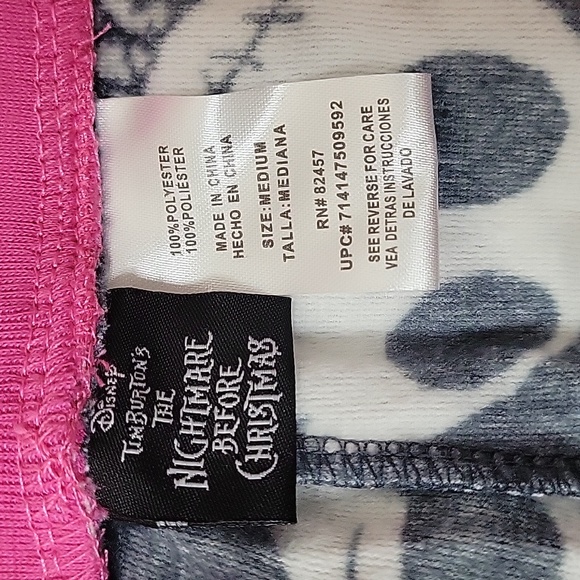 100%POLYESTER
100%POLIESTER
MADE IN CHINA
HECHO EN CHINA
SIZE:MEDIUM
TALLA:MEDIANA
RN# 82457
UPC# 714147509592
SEE REVERSE FOR CARE
VEA DETRAS INSTRUCCIONES
DE LAVADO
DISNEY
TIM BURTON'S
THE
NIGHTMARE
BEFORE
CHRISTMAS